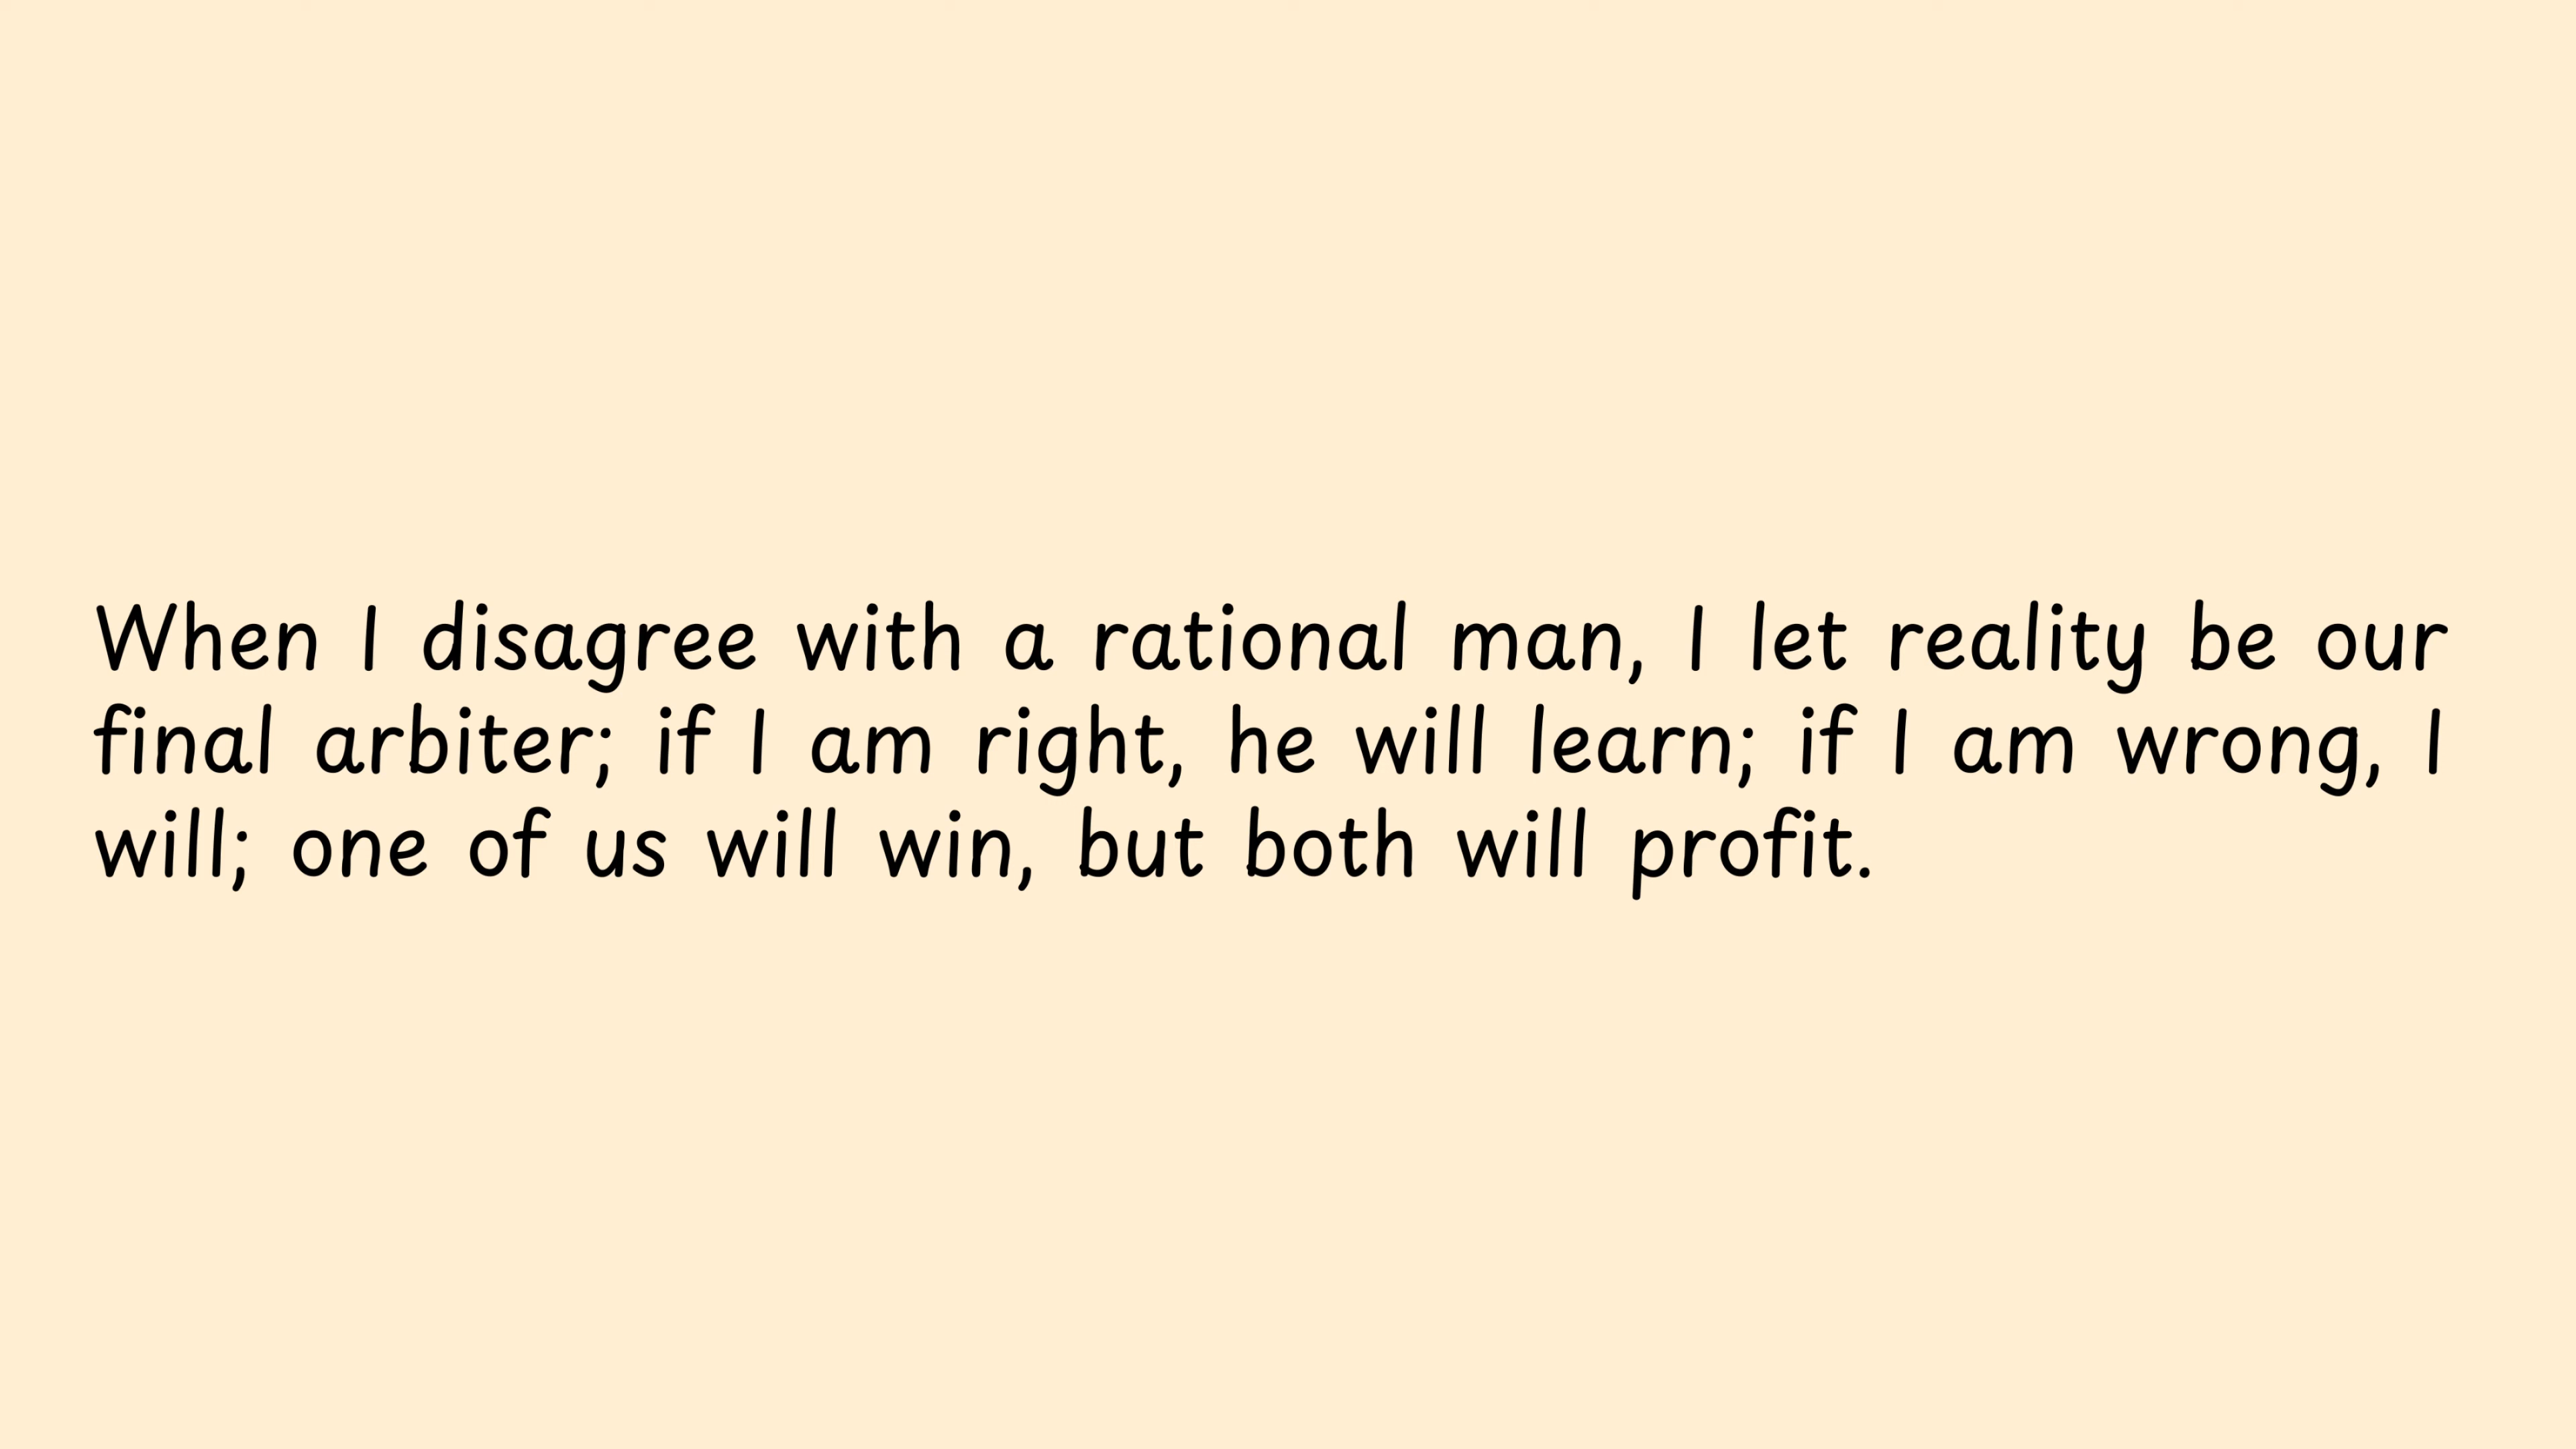 When I disagree with a rational man, I let reality be our
final arbiter; if I am right, he will learn; if I am wrong, I
will; one of us will win, but both will profit.